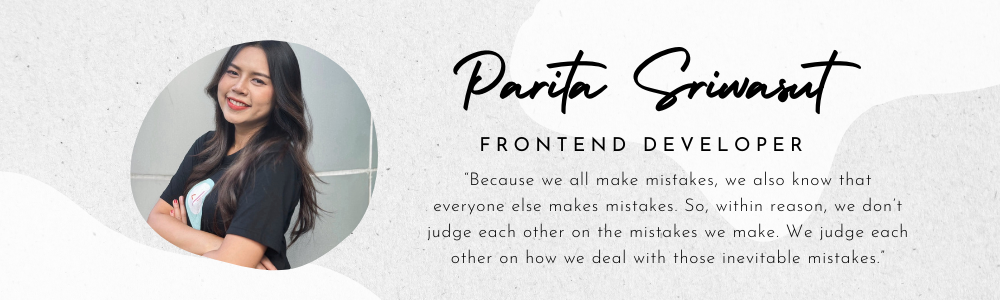 Parita Sriwasut
FRONTEND DEVELOPER
“Because we all make mistakes, we also know that
everyone else makes mistakes. So, within reason, we don’t
judge each other on the mistakes we make. We judge each
other on how we deal with those inevitable mistakes.”